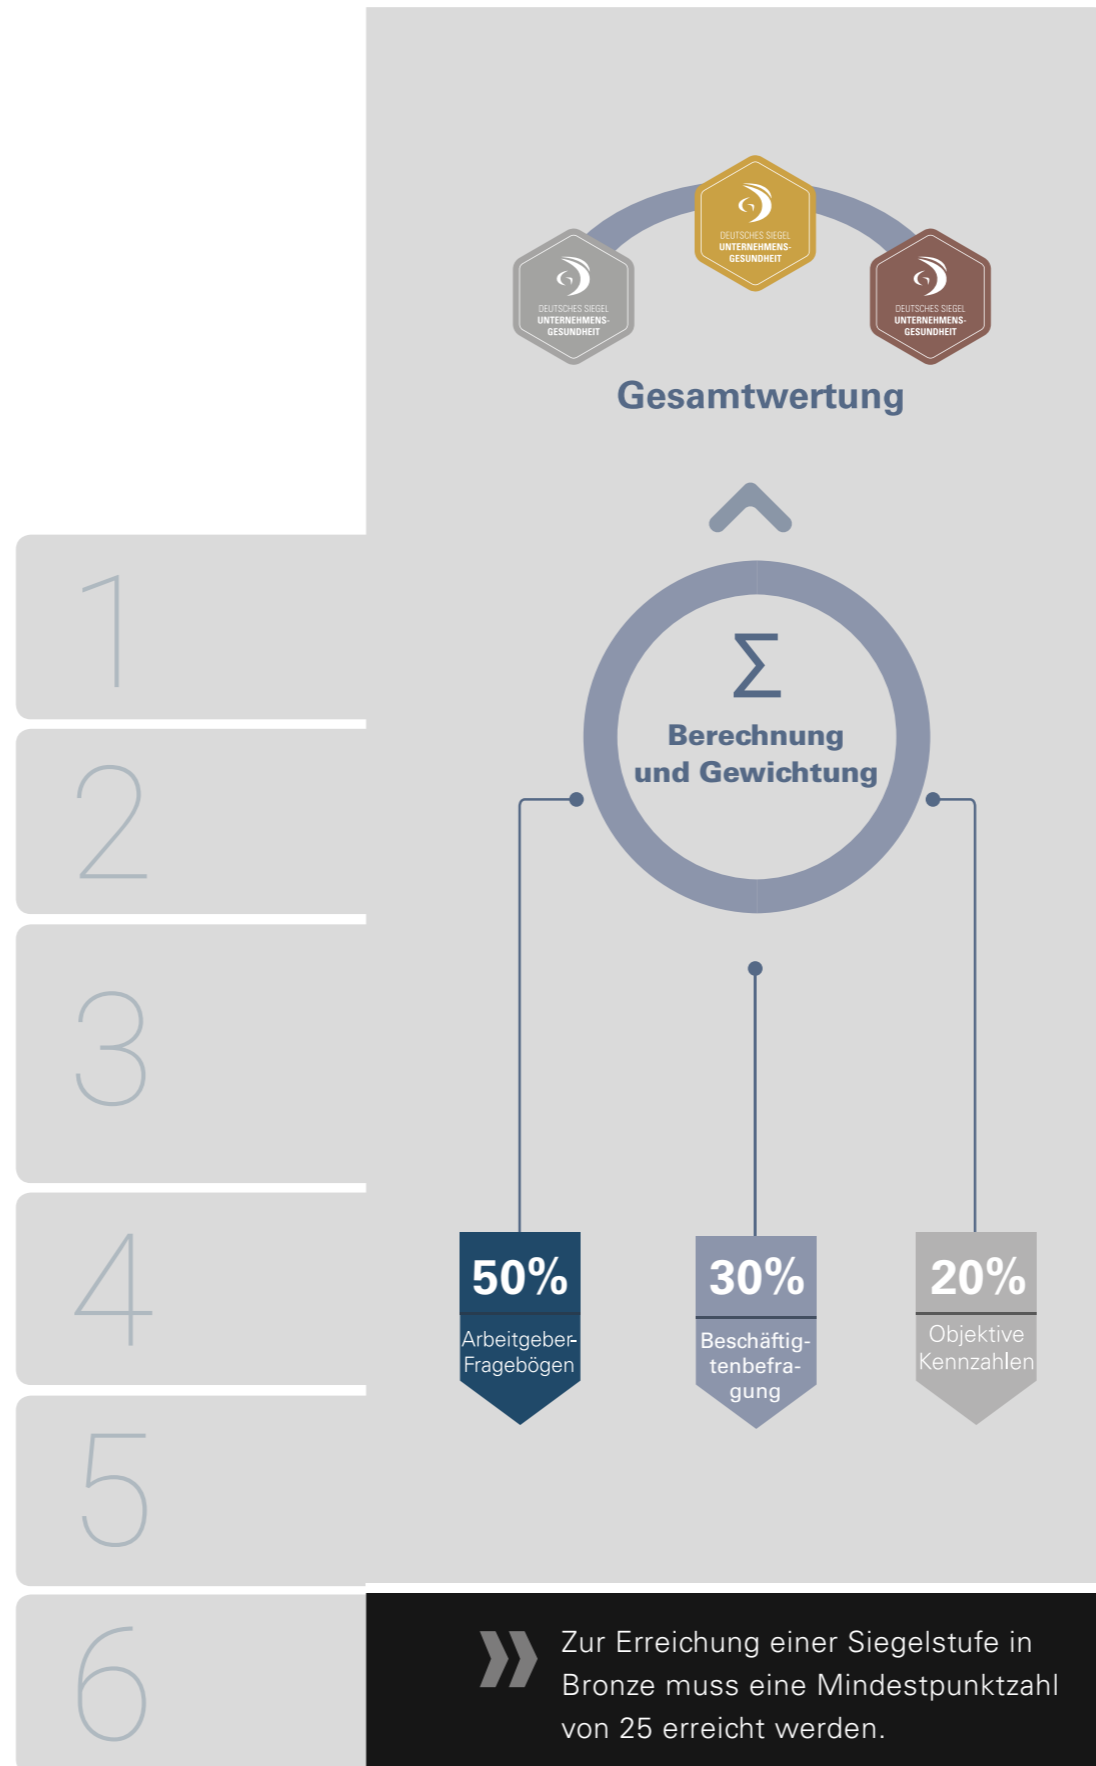 DEUTSCHES SIEGEL
UNTERNEHMENS-
GESUNDHEIT
DEUTSCHES SIEGEL
UNTERNEHMENS-
GESUNDHEIT
DEUTSCHES SIEGEL
UNTERNEHMENS-
GESUNDHEIT
Gesamtwertung
1
Σ
Berechnung
und Gewichtung
2
3
4
50%
Arbeitgeber-
Fragebögen
30%
Beschäftig-
tenbefra-
gung
20%
Objektive
Kennzahlen
5
6
Zur Erreichung einer Siegelstufe in
Bronze muss eine Mindestpunktzahl
von 25 erreicht werden.